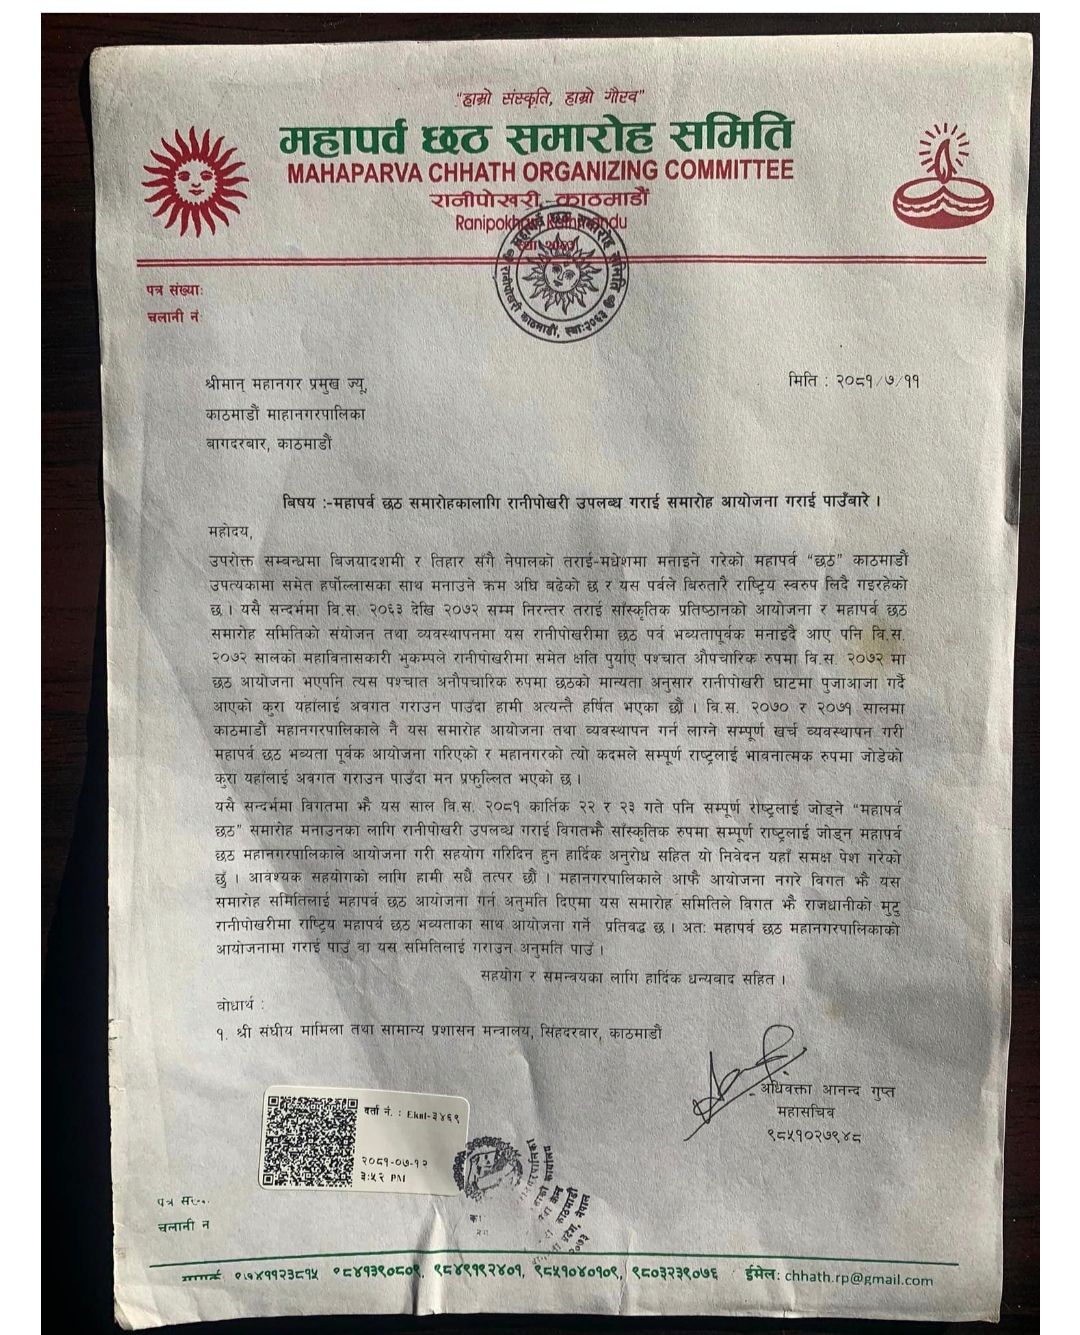 "हाम्रो संस्कृति, हाम्रो गौरव"
महापर्व छठ समारोह समिति
MAHAPARVA CHHATH ORGANIZING COMMITTEE
रानीपोखरी, काठमाडौं
Ranipokhari, Kathmandu
महापर्व छठ समारोह समिति
रानीपोखरी काठमाडौं, स्था:२०६३
पत्र संख्या:
चलानी नं
श्रीमान् महानगर प्रमुख ज्यू,
मिति : २०८१/७/११
काठमाडौं माहानगरपालिका
बागदरबार, काठमाडौं
बिषय :-महापर्व छठ समारोहकालागि रानीपोखरी उपलब्ध गराई समारोह आयोजना गराई पाउँबारे ।
महोदय,
उपरोक्त सम्बन्धमा बिजयादशमी र तिहार सँगै नेपालको तराई-मधेशमा मनाइने गरेको महापर्व "छठ" काठमाडौं
उपत्यकामा समेत हर्षोल्लासका साथ मनाउने क्रम अघि बढेको छ र यस पर्वले बिस्तारै राष्ट्रिय स्वरुप लिदै गइरहेको
छ । यसै सन्दर्भमा वि.स. २०६३ देखि २०७२ सम्म निरन्तर तराई साँस्कृतिक प्रतिष्ठानको आयोजना र महापर्व छठ
समारोह समितिको संयोजन तथा व्यवस्थापनमा यस रानीपोखरीमा छठ पर्व भव्यतापूर्वक मनाइदै आए पनि वि.स.
२०७२ सालको महाविनासकारी भुकम्पले रानीपोखरीमा समेत क्षति पुर्याए पश्चात औपचारिक रुपमा वि.स. २०७२ मा
छठ आयोजना भएपनि त्यस पश्चात अनौपचारिक रुपमा छठको मान्यता अनुसार रानीपोखरी घाटमा पुजाआजा गर्दै
आएको कुरा यहाँलाई अवगत गराउन पाउँदा हामी अत्यन्तै हर्षित भएका छौं । वि.स. २०७० र २०७१ सालमा
काठमाडौं महानगरपालिकाले नै यस समारोह आयोजना तथा व्यवस्थापन गर्न लाग्ने सम्पूर्ण खर्च व्यवस्थापन गरी
महापर्व छठ भव्यता पूर्वक आयोजना गरिएको र महानगरको त्यो कदमले सम्पूर्ण राष्ट्रलाई भावनात्मक रुपमा जोडेको
कुरा यहाँलाई अवगत गराउन पाउँदा मन प्रफुल्लित भएको छ ।
यसै सन्दर्भमा विगतमा झै यस साल वि.स. २०८१ कार्तिक २२ र २३ गते पनि सम्पूर्ण राष्टलाई जोड्ने "महापर्व
छठ" समारोह मनाउनका लागि रानीपोखरी उपलब्ध गराई विगतझै साँस्कृतिक रुपमा सम्पूर्ण राष्टलाई जोड्न महापर्व
छठ महानगरपालिकाले आयोजना गरी सहयोग गरिदिन हुन हार्दिक अनुरोध सहित यो निवेदन यहाँ समक्ष पेश गरेको
छुँ । आवश्यक सहयोगको लागि हामी सधै तत्पर छौं । महानगरपालिकाले आफै आयोजना नगरे विगत झै यस
समारोह समितिलाई महापर्व छठ आयोजना गर्न अनुमति दिएमा यस समारोह समितिले विगत झै राजधानीको मुटु
रानीपोखरीमा राष्टिय महापर्व छठ भव्यताका साथ आयोजना गर्ने प्रतिवद्ध छ । अत: महापर्व छठ महानगरपालिकाको
आयोजनामा गराई पाउँ वा यस समितिलाई गराउन अनुमति पाउँ ।
सहयोग र समन्वयका लागि हार्दिक धन्यवाद सहित ।
वोधार्थ :
१. श्री संघीय मामिला तथा सामान्य प्रशासन मन्त्रालय, सिंहदरबार, काठमाडौं
अधिवक्ता आनन्द गुप्त
महासचिव
९८५१०२७९४८
दर्ता नं. : Eknl-३४६९
२०८१-०७-१२
३:५२ PM
पत्र
चलानी न
९८४९१९२४०१, ९८५१०४०१०९, ९८०३२३९०७६ ईमेल: chhath.rp@gmail.com